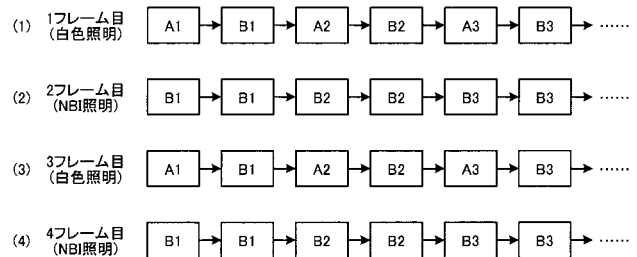 (1) 1フレーム目 A1 B1 A2 B2 A3 B3 ……
(白色照明)
(2) 2フレーム目 B1 B1 B2 B2 B3 B3 ……
(NBI照明)
(3) 3フレーム目 A1 B1 A2 B2 A3 B3 ……
(白色照明)
(4) 4フレーム目 B1 B1 B2 B2 B3 B3 ……
(NBI照明)